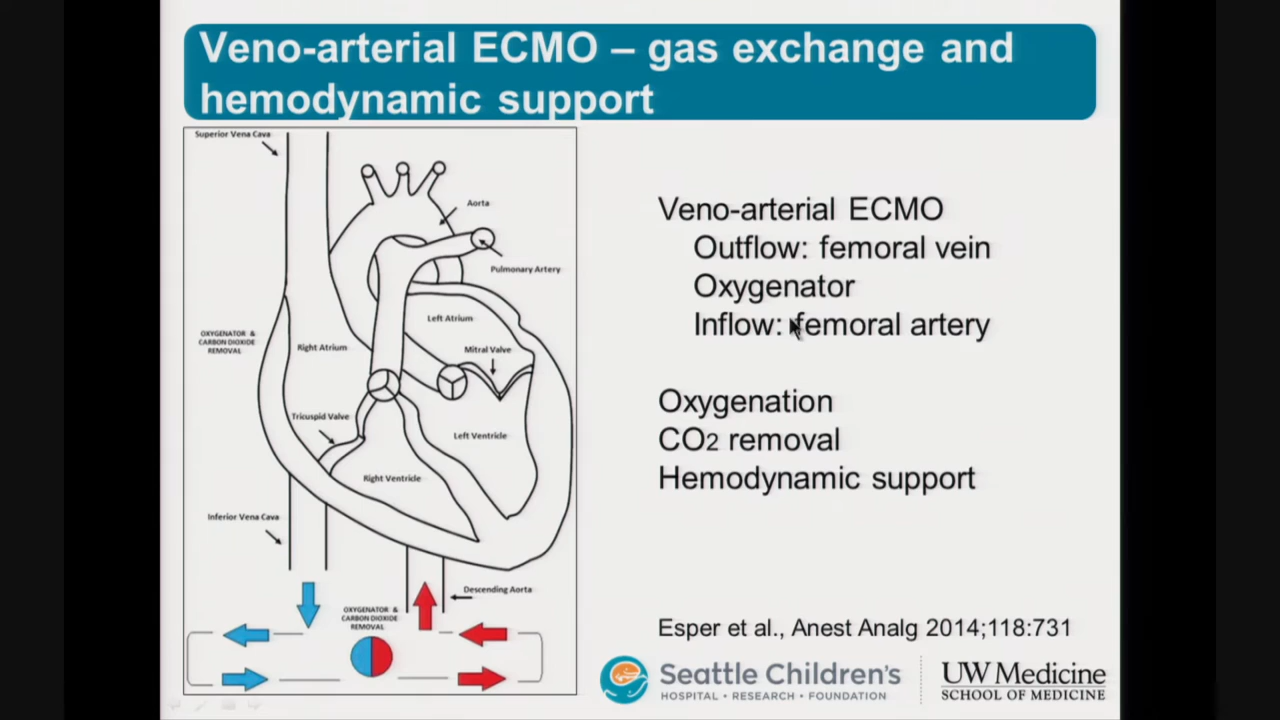 Veno-arterial ECMO – gas exchange and
hemodynamic support
Superior Vena Cava
Aorta
Pulmonary Artery
Left Atrium
OXYGENATOR &
CARBON DIOXIDE
REMOVAL
Right Atrium
Mitral Valve
Tricuspid Valve
Left Ventricle
Right Ventricle
Inferior Vena Cava
Descending Aorta
OXYGENATOR &
CARBON DIOXIDE
REMOVAL
Veno-arterial ECMO
Outflow: femoral vein
Oxygenator
Inflow: femoral artery
Oxygenation
CO2 removal
Hemodynamic support
Esper et al., Anest Analg 2014;118:731
Seattle Children's
HOSPITAL • RESEARCH • FOUNDATION
UW Medicine
SCHOOL OF MEDICINE